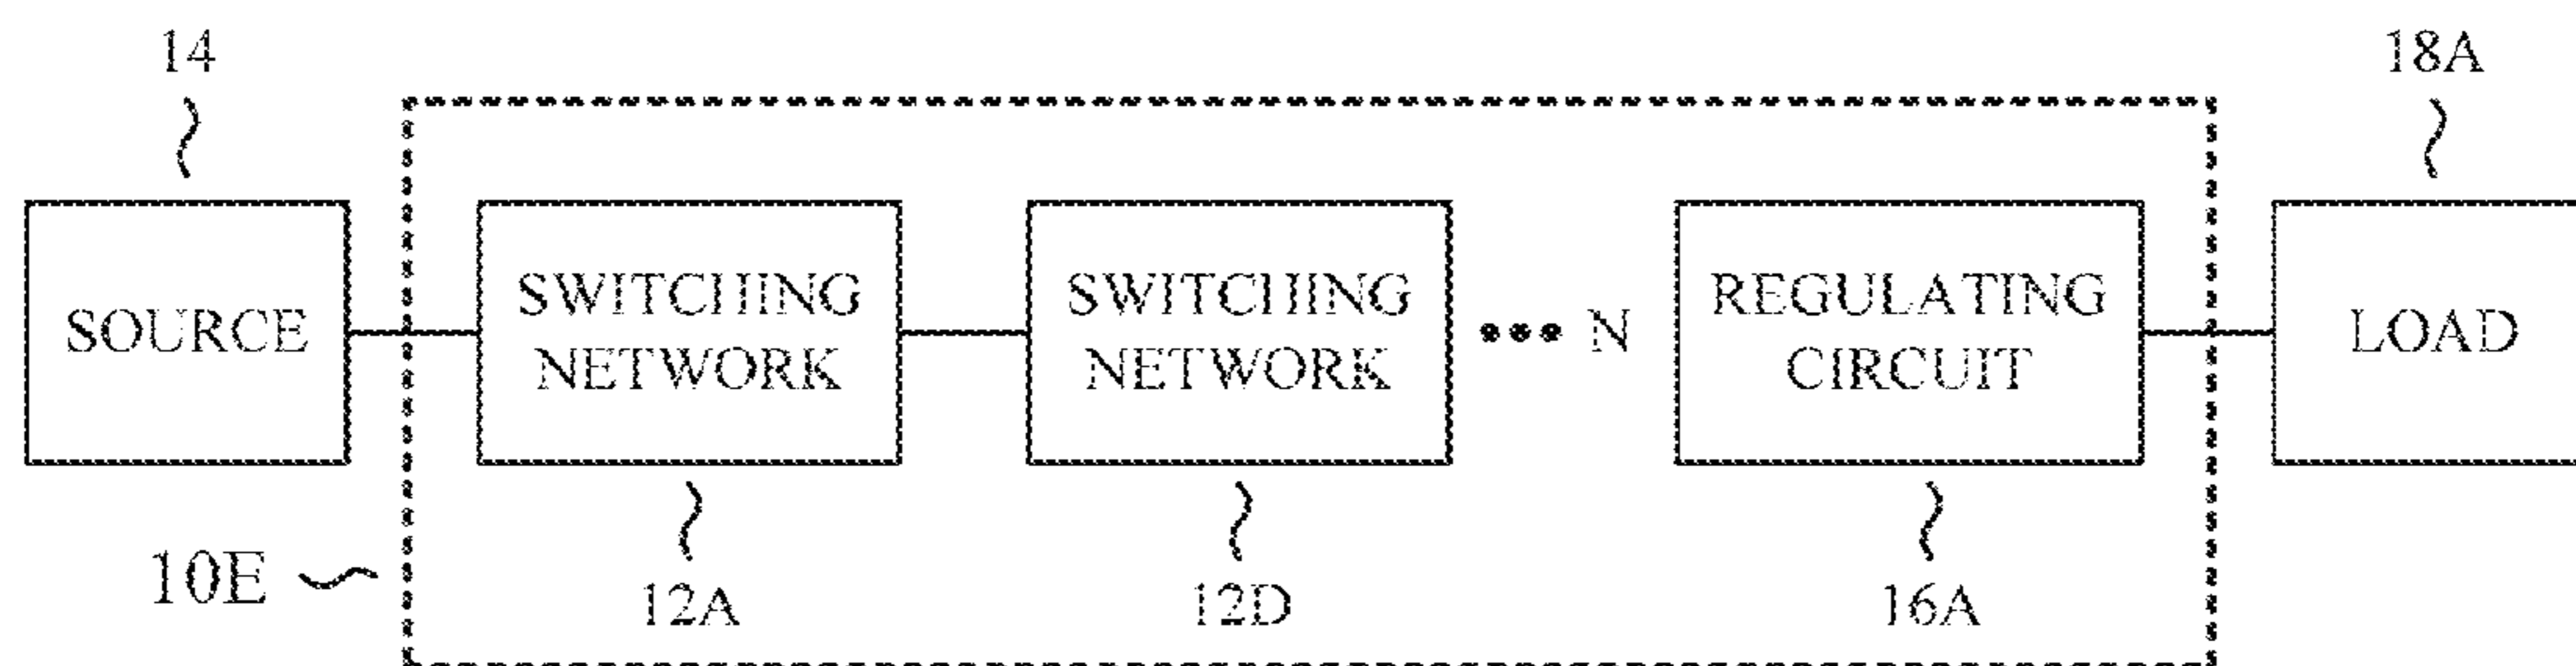 14
18A
SOURCE
SWITCHING
NETWORK
SWITCHING
NETWORK
••• N
REGULATING
CIRCUIT
LOAD
10E
12A
12D
16A